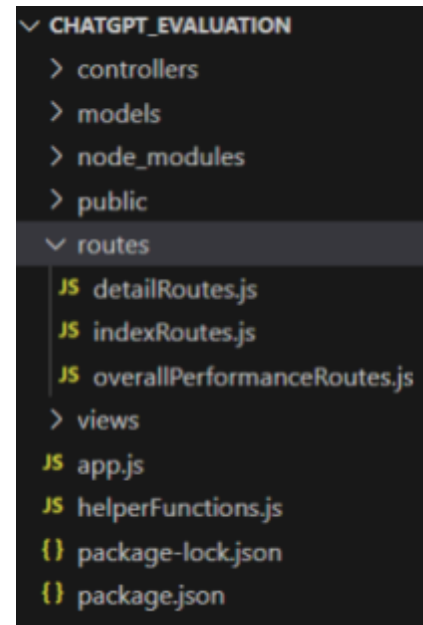 CHATGPT_EVALUATION
controllers
models
node_modules
public
routes
JS detailRoutes.js
JS indexRoutes.js
JS overallPerformanceRoutes.js
views
JS app.js
JS helperFunctions.js
{} package-lock.json
{} package.json